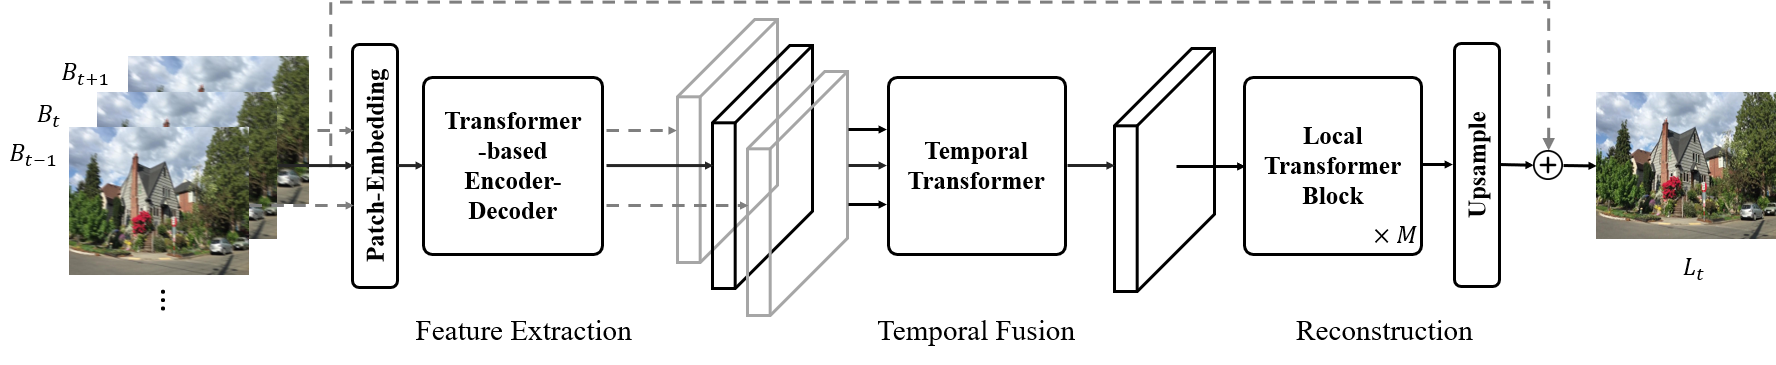 B_{t+1}
B_t
B_{t-1}
Patch-Embedding
Transformer
-based
Encoder-
Decoder
Temporal
Transformer
Local
Transformer
Block
× M
Upsample
L_t
Feature Extraction
Temporal Fusion
Reconstruction